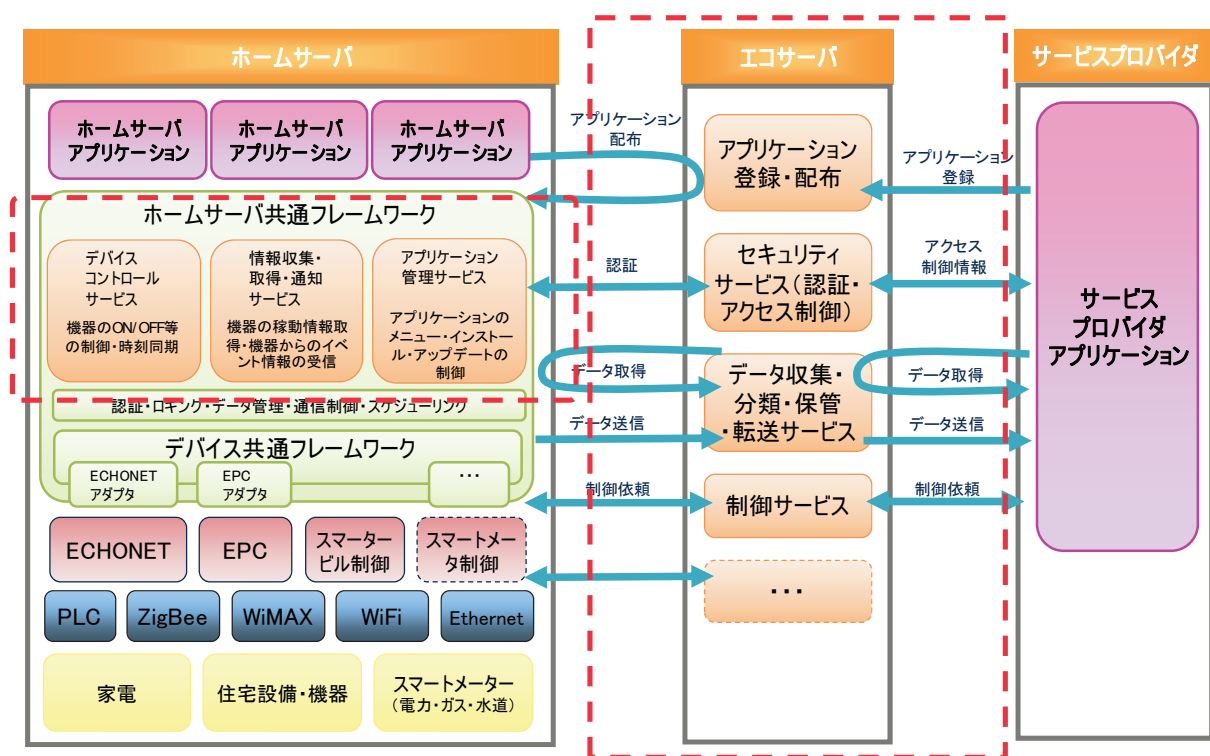 ホームサーバ
エコサーバ
サービスプロバイダ
ホームサーバ
アプリケーション
ホームサーバ
アプリケーション
ホームサーバ
アプリケーション
アプリケーション
配布
アプリケーション
登録・配布
アプリケーション
登録
ホームサーバ共通フレームワーク
デバイス
コントロール
サービス
機器のON/OFF等
の制御・時刻同期
情報収集・
取得・通知
サービス
機器の稼動情報取
得・機器からのイベ
ント情報の受信
アプリケーション
管理サービス
アプリケーションの
メニュー・インストー
ル・アップデートの
制御
認証
セキュリティ
サービス(認証・
アクセス制御)
アクセス
制御情報
サービス
プロバイダ
アプリケーション
データ取得
データ収集・
分類・保管
・転送サービス
データ取得
認証・ロキング・データ管理・通信制御・スケジューリング
データ送信
データ送信
デバイス共通フレームワーク
ECHONET
アダプタ
EPC
アダプタ
・・・
制御依頼
制御サービス
制御依頼
ECHONET
EPC
スマーター
ビル制御
スマートメー
タ制御
・・・
PLC
ZigBee
WiMAX
WiFi
Ethernet
家電
住宅設備・機器
スマートメーター
(電力・ガス・水道)